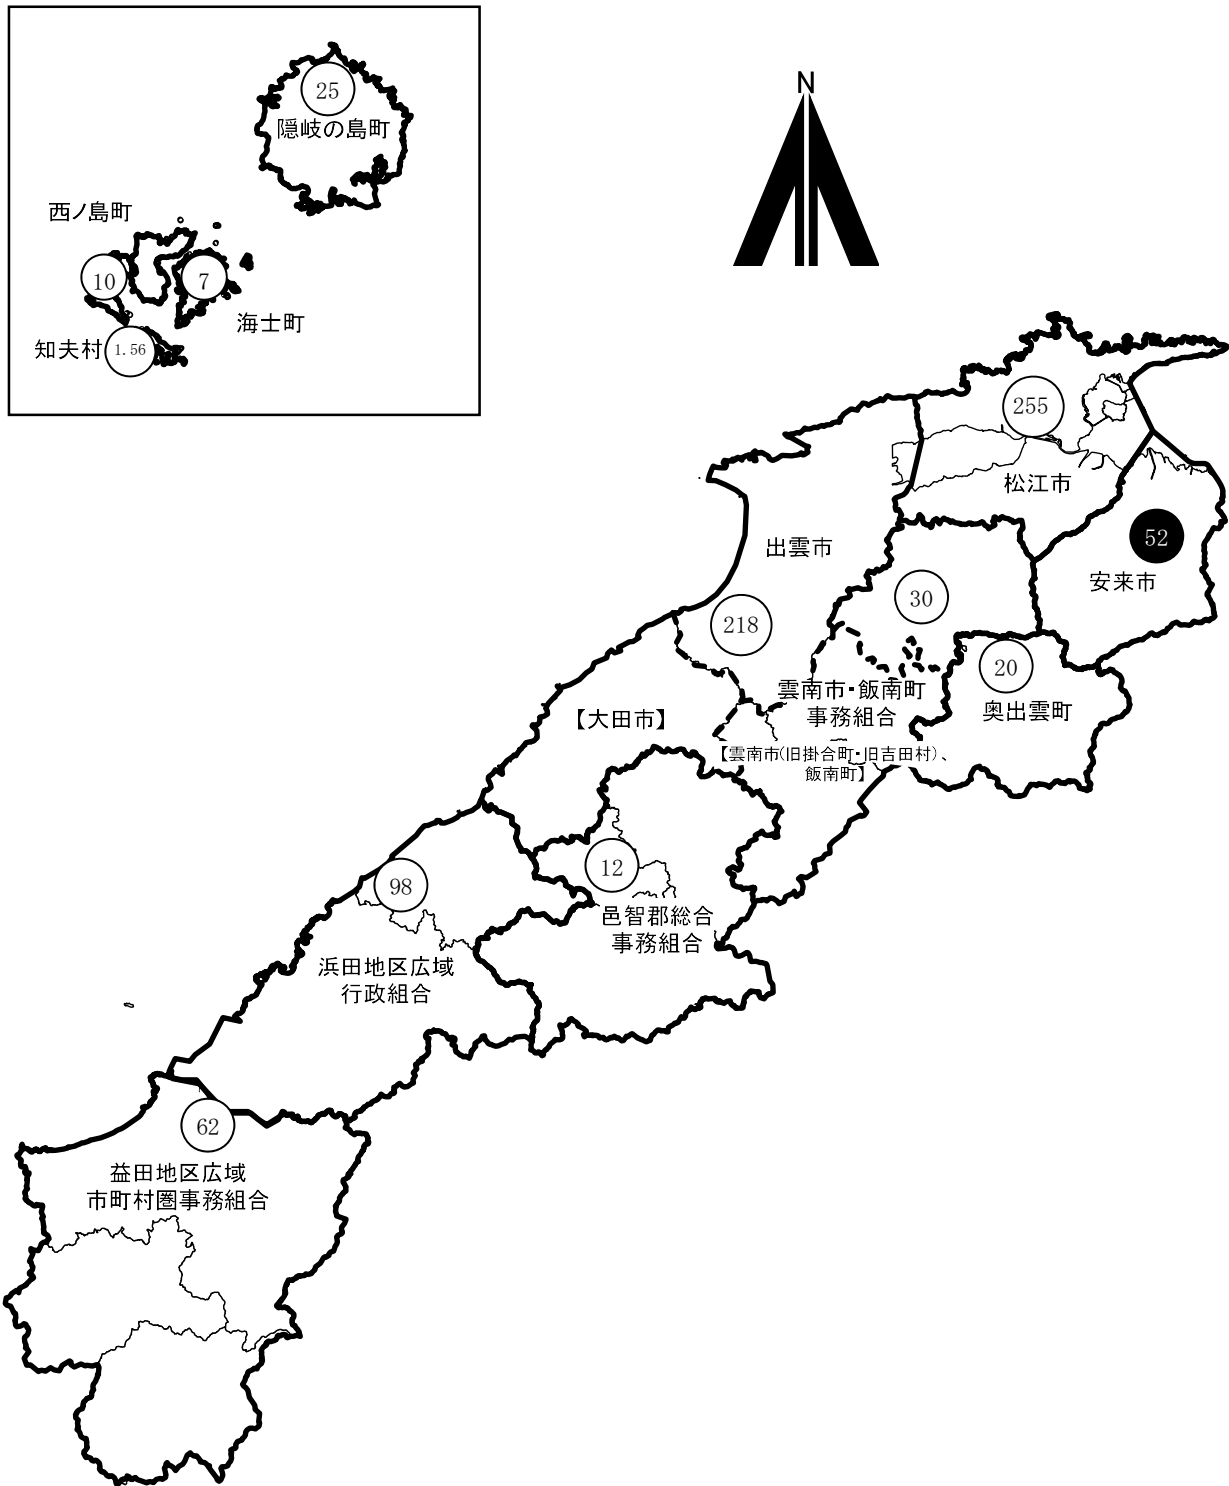 25
隠岐の島町
西ノ島町
10
7
海士町
知夫村
1.56
N
255
松江市
52
安来市
出雲市
30
218
20
雲南市・飯南町
事務組合
奥出雲町
【大田市】
【雲南市(旧掛合町・旧吉田村)、
飯南町】
12
98
邑智郡総合
事務組合
浜田地区広域
行政組合
62
益田地区広域
市町村圏事務組合